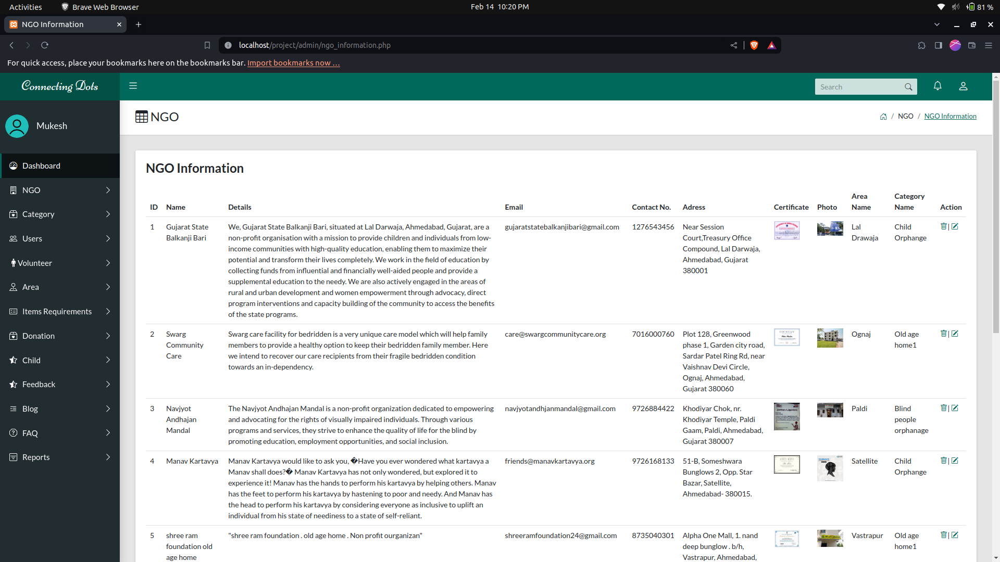 Activities
Brave Web Browser
Feb 14 10:20 PM
81 %
NGO Information
localhost/project/admin/ngo_information.php
For quick access, place your bookmarks here on the bookmarks bar. Import bookmarks now ...
Connecting Dots
Search
Mukesh
NGO
/ NGO / NGO Information
Dashboard
NGO
Category
Users
Volunteer
Area
Items Requirements
Donation
Child
Feedback
Blog
FAQ
Reports
NGO Information
ID Name Details Email Contact No. Adress Certificate Photo Area Name Category Name Action
1
Gujarat State
Balkanji Bari
We, Gujarat State Balkanji Bari, situated at Lal Darwaja, Ahmedabad, Gujarat, are a
non-profit organisation with a mission to provide children and individuals from low-
income communities with high-quality education, enabling them to maximize their
potential and transform their lives completely. We work in the field of education by
collecting funds from influential and financially well-aided people and provide a
supplemental education to the needy. We are also actively engaged in the areas of
rural and urban development and women empowerment through advocacy, direct
program interventions and capacity building of the community to access the benefits
of the state programs.
gujaratstatebalkanjibari@gmail.com
1276543456
Near Session
Court,Treasury Office
Compound, Lal Darwaja,
Ahmedabad, Gujarat
380001
Lal
Drawaja
Child
Orphange
|
2
Swarg
Community
Care
Swarg care facility for bedridden is a very unique care model which will help family
members to provide a healthy option to keep their bedridden family member. Here
we intend to recover our care recipients from their fragile bedridden condition
towards an in-dependency.
care@swargcommunitycare.org
7016000760
Plot 128, Greenwood
phase 1, Garden city road,
Sardar Patel Ring Rd, near
Vaishnav Devi Circle,
Ognaj, Ahmedabad,
Gujarat 380060
Ognaj
Old age
home1
|
3
Navjyot
Andhajan
Mandal
The Navjyot Andhajan Mandal is a non-profit organization dedicated to empowering
and advocating for the rights of visually impaired individuals. Through various
programs and services, they strive to enhance the quality of life for the blind by
promoting education, employment opportunities, and social inclusion.
navjyotandhjanmandal@gmail.com
9726884422
Khodiyar Chok, nr.
Khodiyar Temple, Paldi
Gaam, Paldi, Ahmedabad,
Gujarat 380007
Paldi
Blind
people
orphanage
|
4
Manav Kartavya
Manav Kartavya would like to ask you, �Have you ever wondered what kartavya a
Manav shall does?� Manav Kartavya has not only wondered, but explored it to
experience it! Manav has the hands to perform his kartavya by helping others. Manav
has the feet to perform his kartavya by hastening to poor and needy. And Manav has
the head to perform his kartavya by considering everyone as inclusive to uplift an
individual from his state of neediness to a state of self-reliant.
friends@manavkartavya.org
9726168133
51-B, Someshwara
Bunglows 2, Opp. Star
Bazar, Satellite,
Ahmedabad- 380015.
Satellite
Child
Orphange
|
5
shree ram
foundation old
age home
"shree ram foundation . old age home . Non profit ourganizan"
shreeramfoundation24@gmail.com
8735040301
Alpha One Mall, 1. nand
deep bunglow . b/h,
Vastrapur, Ahmedabad,
Vastrapur
Old age
home1
|